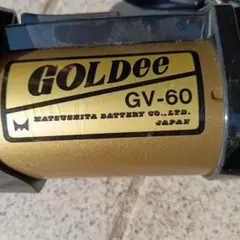 GOLDee
GV-60
MATSUSHITA BATTERY CO., LTD.
JAPAN